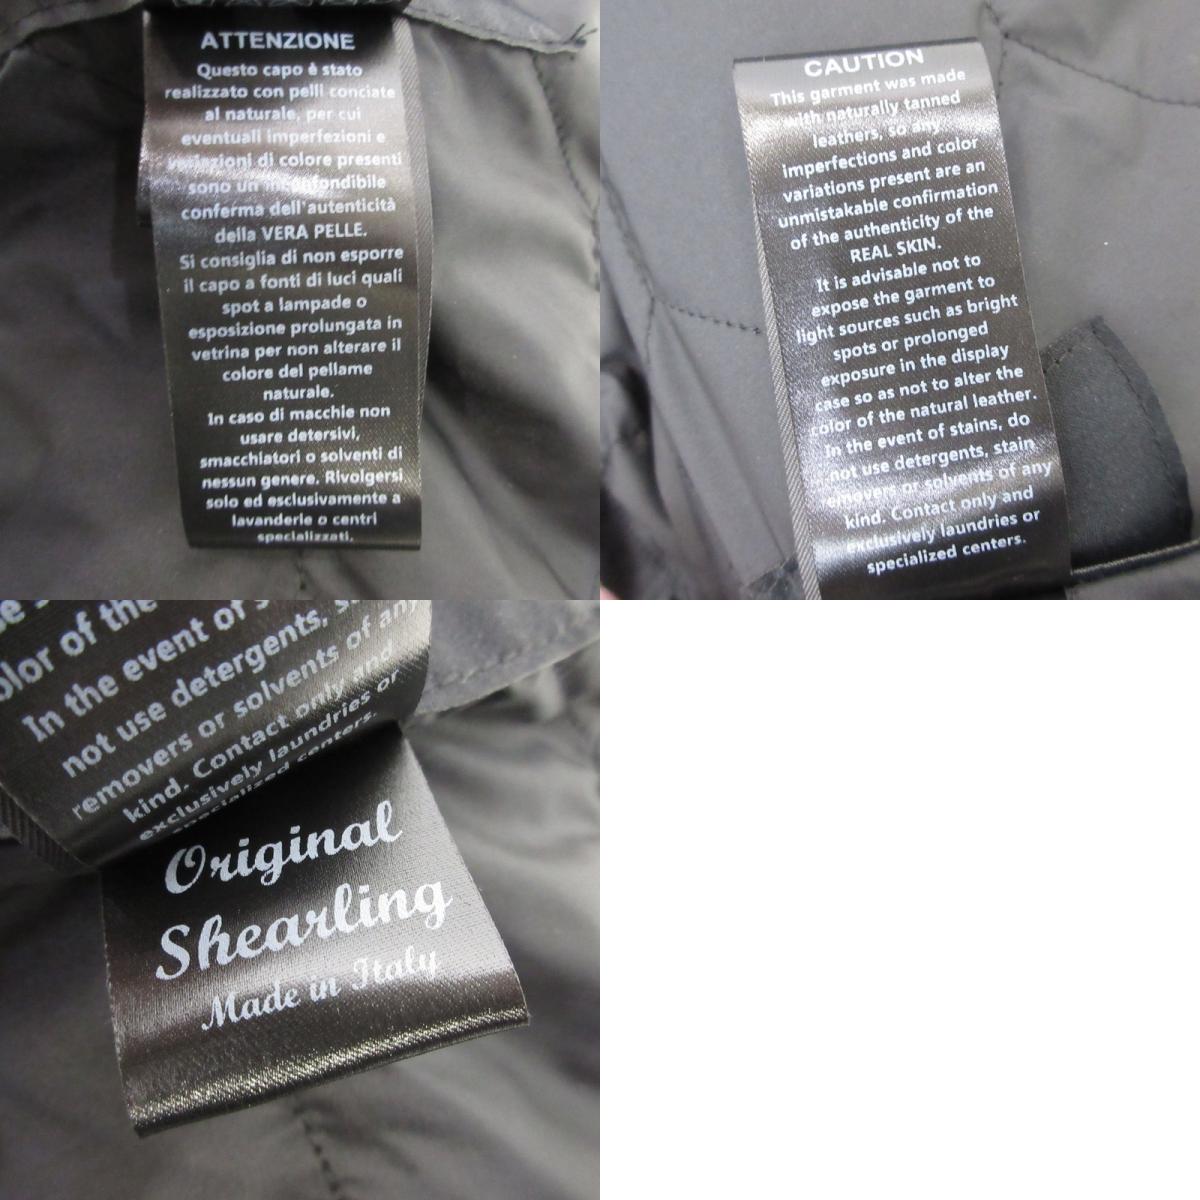 ATTENZIONE
Questo capo è stato
realizzato con pelli conciate
al naturale, per cui
eventuali imperfezioni e
variazioni di colore presenti
sono un inconfondibile
conferma dell'autenticità
della VERA PELLE.
Si consiglia di non esporre
il capo a fonti di luci quali
spot a lampade o
esposizione prolungata in
vetrina per non alterare il
colore del pellame
naturale.
In caso di macchie non
usare detersivi,
smacchiatori o solventi di
nessun genere. Rivolgersi
solo ed esclusivamente a
lavanderie o centri
specializzati.
CAUTION
This garment was made
with naturally tanned
leathers, so any
imperfections and color
variations present are an
unmistakable confirmation
of the authenticity of the
REAL SKIN.
It is advisable not to
expose the garment to
light sources such as bright
spots or prolonged
exposure in the display
case so as not to alter the
color of the natural leather.
In the event of stains, do
not use detergents, stain
removers or solvents of any
kind. Contact only and
exclusively laundries or
specialized centers.
color of the
In the event of
not use detergents,
removers or solvents of any
kind. Contact only and
exclusively laundries or
specialized centers.
Original
Shearling
Made in Italy